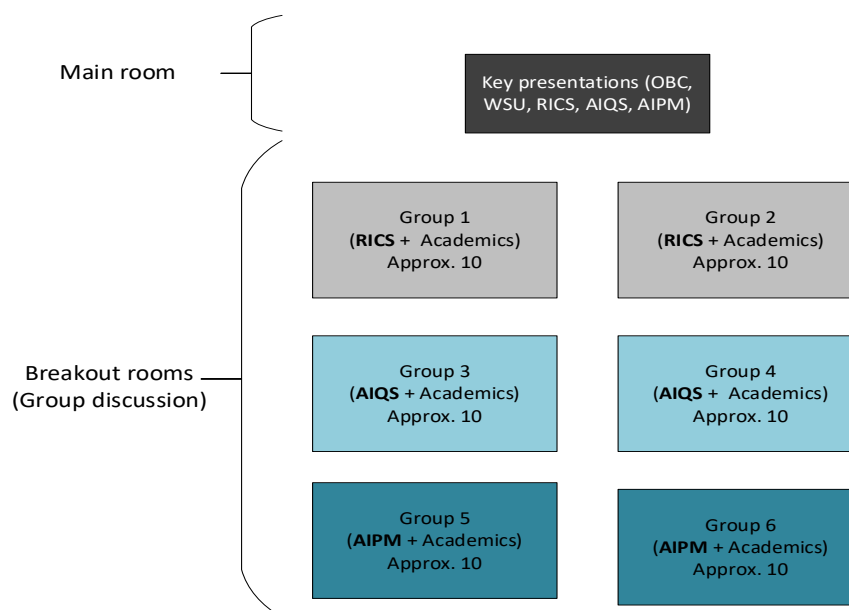 Main room
Key presentations (OBC,
WSU, RICS, AIQS, AIPM)
Group 1
(RICS + Academics)
Approx. 10
Group 2
(RICS + Academics)
Approx. 10
Breakout rooms
(Group discussion)
Group 3
(AIQS + Academics)
Approx. 10
Group 4
(AIQS + Academics)
Approx. 10
Group 5
(AIPM + Academics)
Approx. 10
Group 6
(AIPM + Academics)
Approx. 10